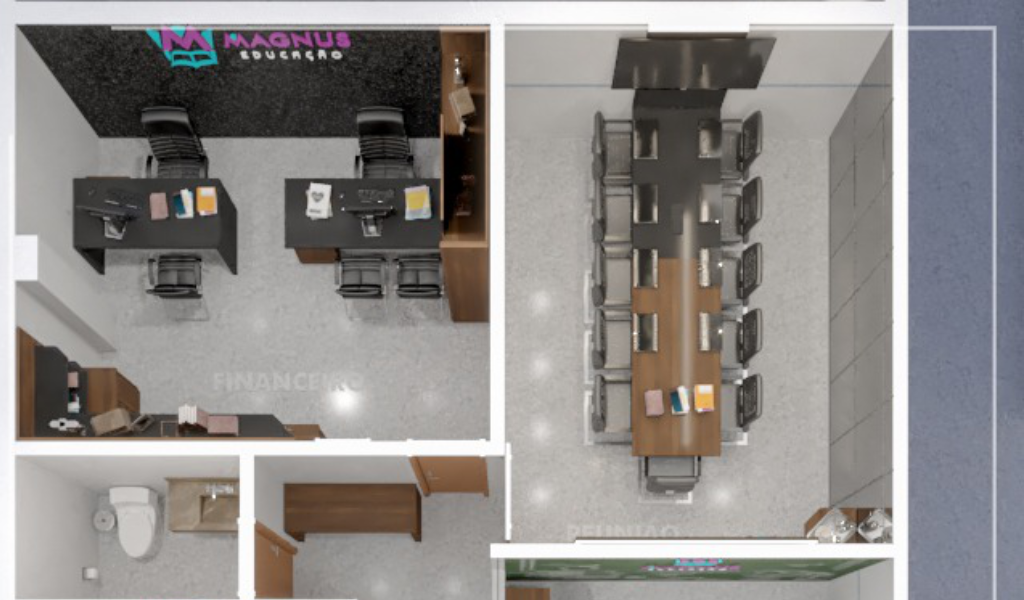 MAGNUS
EDUCAÇÃO
FINANCEIRO
REUNIÃO